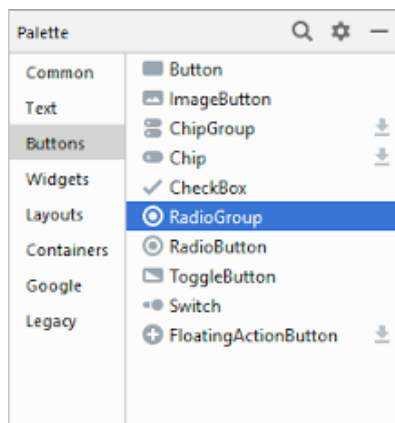 Palette
Common
Text
Buttons
Widgets
Layouts
Containers
Google
Legacy
Button
ImageButton
ChipGroup
Chip
CheckBox
RadioGroup
RadioButton
ToggleButton
Switch
FloatingActionButton